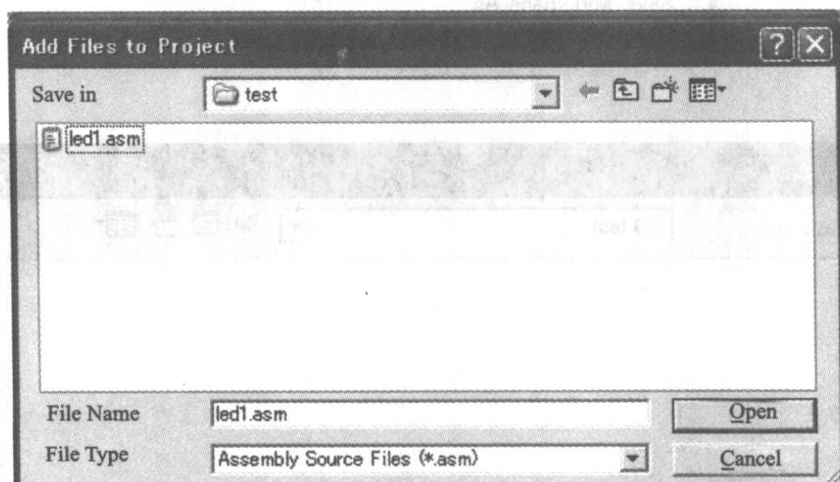 Add Files to Project
Save in test
led1.asm
File Name led1.asm Open
File Type Assembly Source Files (*.asm) Cancel